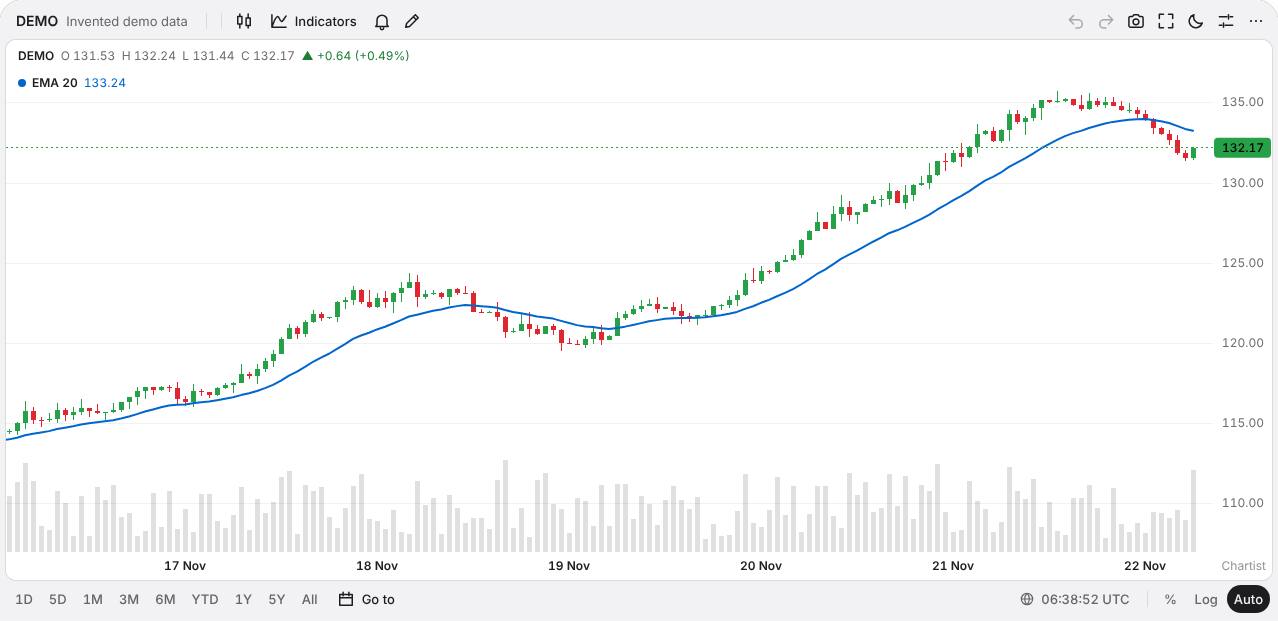 DEMO Invented demo data Indicators
DEMO O 131.53 H 132.24 L 131.44 C 132.17 ▲ +0.64 (+0.49%)
EMA 20 133.24
135.00
132.17
130.00
125.00
120.00
115.00
110.00
17 Nov 18 Nov 19 Nov 20 Nov 21 Nov 22 Nov Chartist
1D 5D 1M 3M 6M YTD 1Y 5Y All Go to 06:38:52 UTC % Log Auto